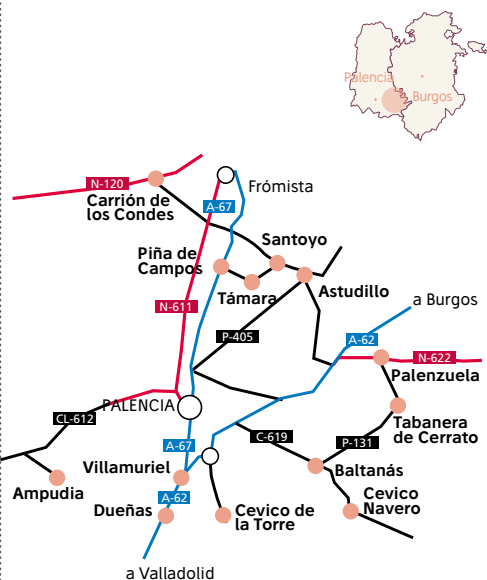 Palencia
Burgos
N-120
Frómista
Carrión de
los Condes
A-67
Santoyo
Piña de
Campos
Támara
Astudillo
a Burgos
N-611
P-405
A-62
N-622
Palenzuela
PALENCIA
CL-612
Tabanera
de Cerrato
C-619
P-131
A-67
Villamuriel
Baltanás
Ampudia
A-62
Dueñas
Cevico de
la Torre
Cevico
Navero
a Valladolid